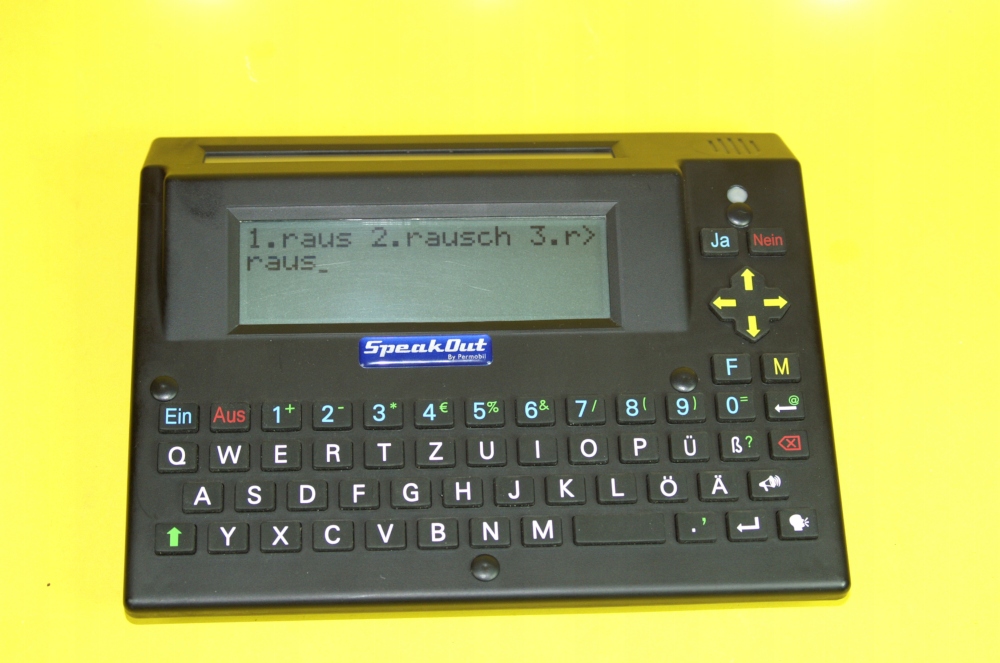 1.raus 2.rausch 3.r>
raus_
SpeakOut
By Permobil
Ja Nein
F M
Ein Aus 1+ 2- 3* 4€ 5% 6& 7/ 8( 9) 0= @
Q W E R T Z U I O P Ü ß?
A S D F G H J K L Ö Ä
Y X C V B N M .'